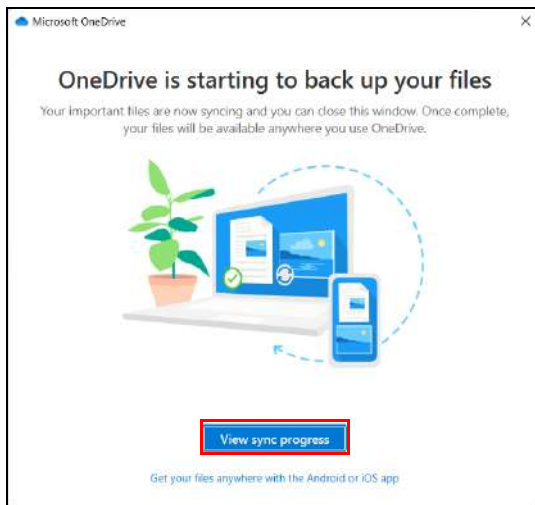 Microsoft OneDrive
OneDrive is starting to back up your files
Your important files are now syncing and you can close this window. Once complete,
your files will be available anywhere you use OneDrive.
View sync progress
Get your files anywhere with the Android or iOS app